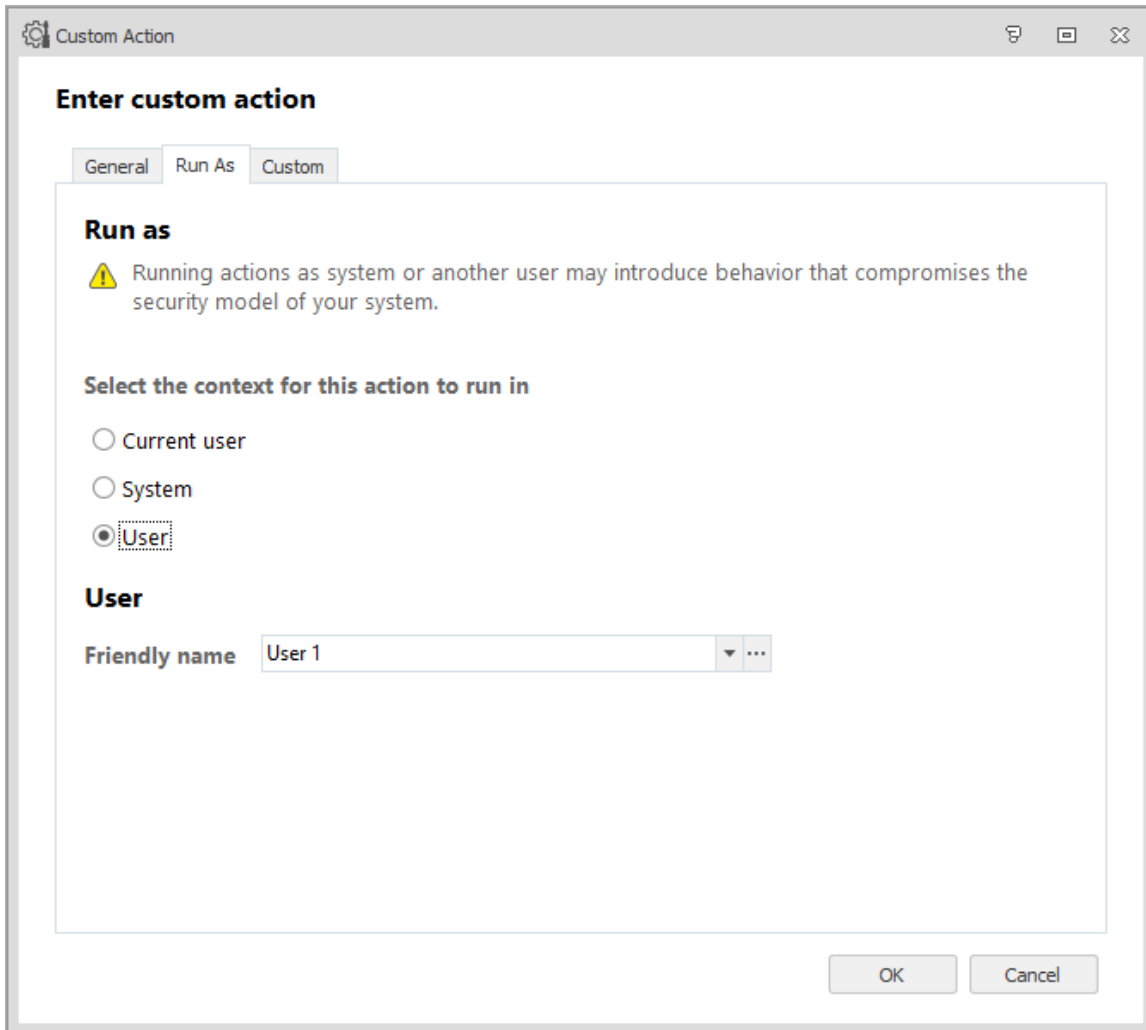 Custom Action
Enter custom action
General Run As Custom
Run as
Running actions as system or another user may introduce behavior that compromises the
security model of your system.
Select the context for this action to run in
Current user
System
User
User
Friendly name User 1
OK Cancel